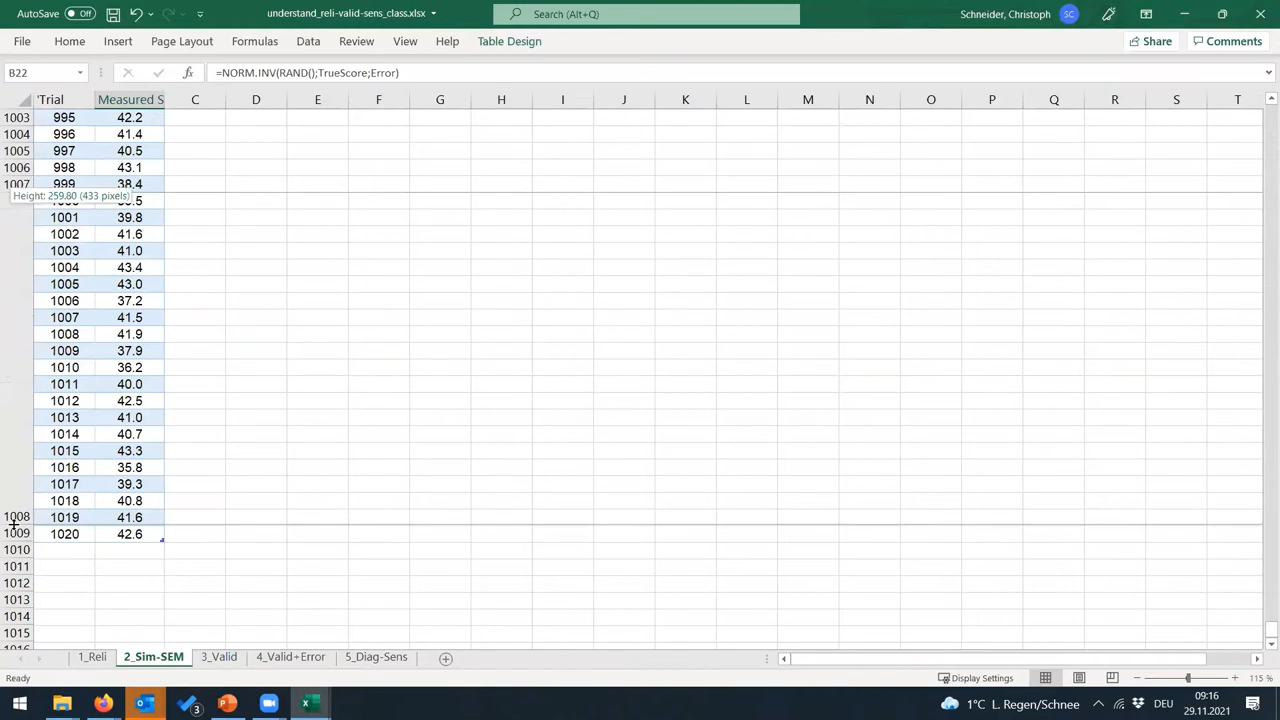 AutoSave Off understand_reli-valid-sens_class.xlsx Search (Alt+Q) Schneider, Christoph SC
File Home Insert Page Layout Formulas Data Review View Help Table Design Share Comments
B22 fx =NORM.INV(RAND();TrueScore;Error)
'Trial Measured S C D E F G H I J K L M N O P Q R S T
1003 995 42.2
1004 996 41.4
1005 997 40.5
1006 998 43.1
1007 999 38.4
Height: 259.80 (433 pixels)
1001 39.8
1002 41.6
1003 41.0
1004 43.4
1005 43.0
1006 37.2
1007 41.5
1008 41.9
1009 37.9
1010 36.2
1011 40.0
1012 42.5
1013 41.0
1014 40.7
1015 43.3
1016 35.8
1017 39.3
1018 40.8
1008 1019 41.6
1009 1020 42.6
1010
1011
1012
1013
1014
1015
1_Reli 2_Sim-SEM 3_Valid 4_Valid+Error 5_Diag-Sens
Ready Display Settings 115 %
3 1°C L. Regen/Schnee DEU 09:16
29.11.2021